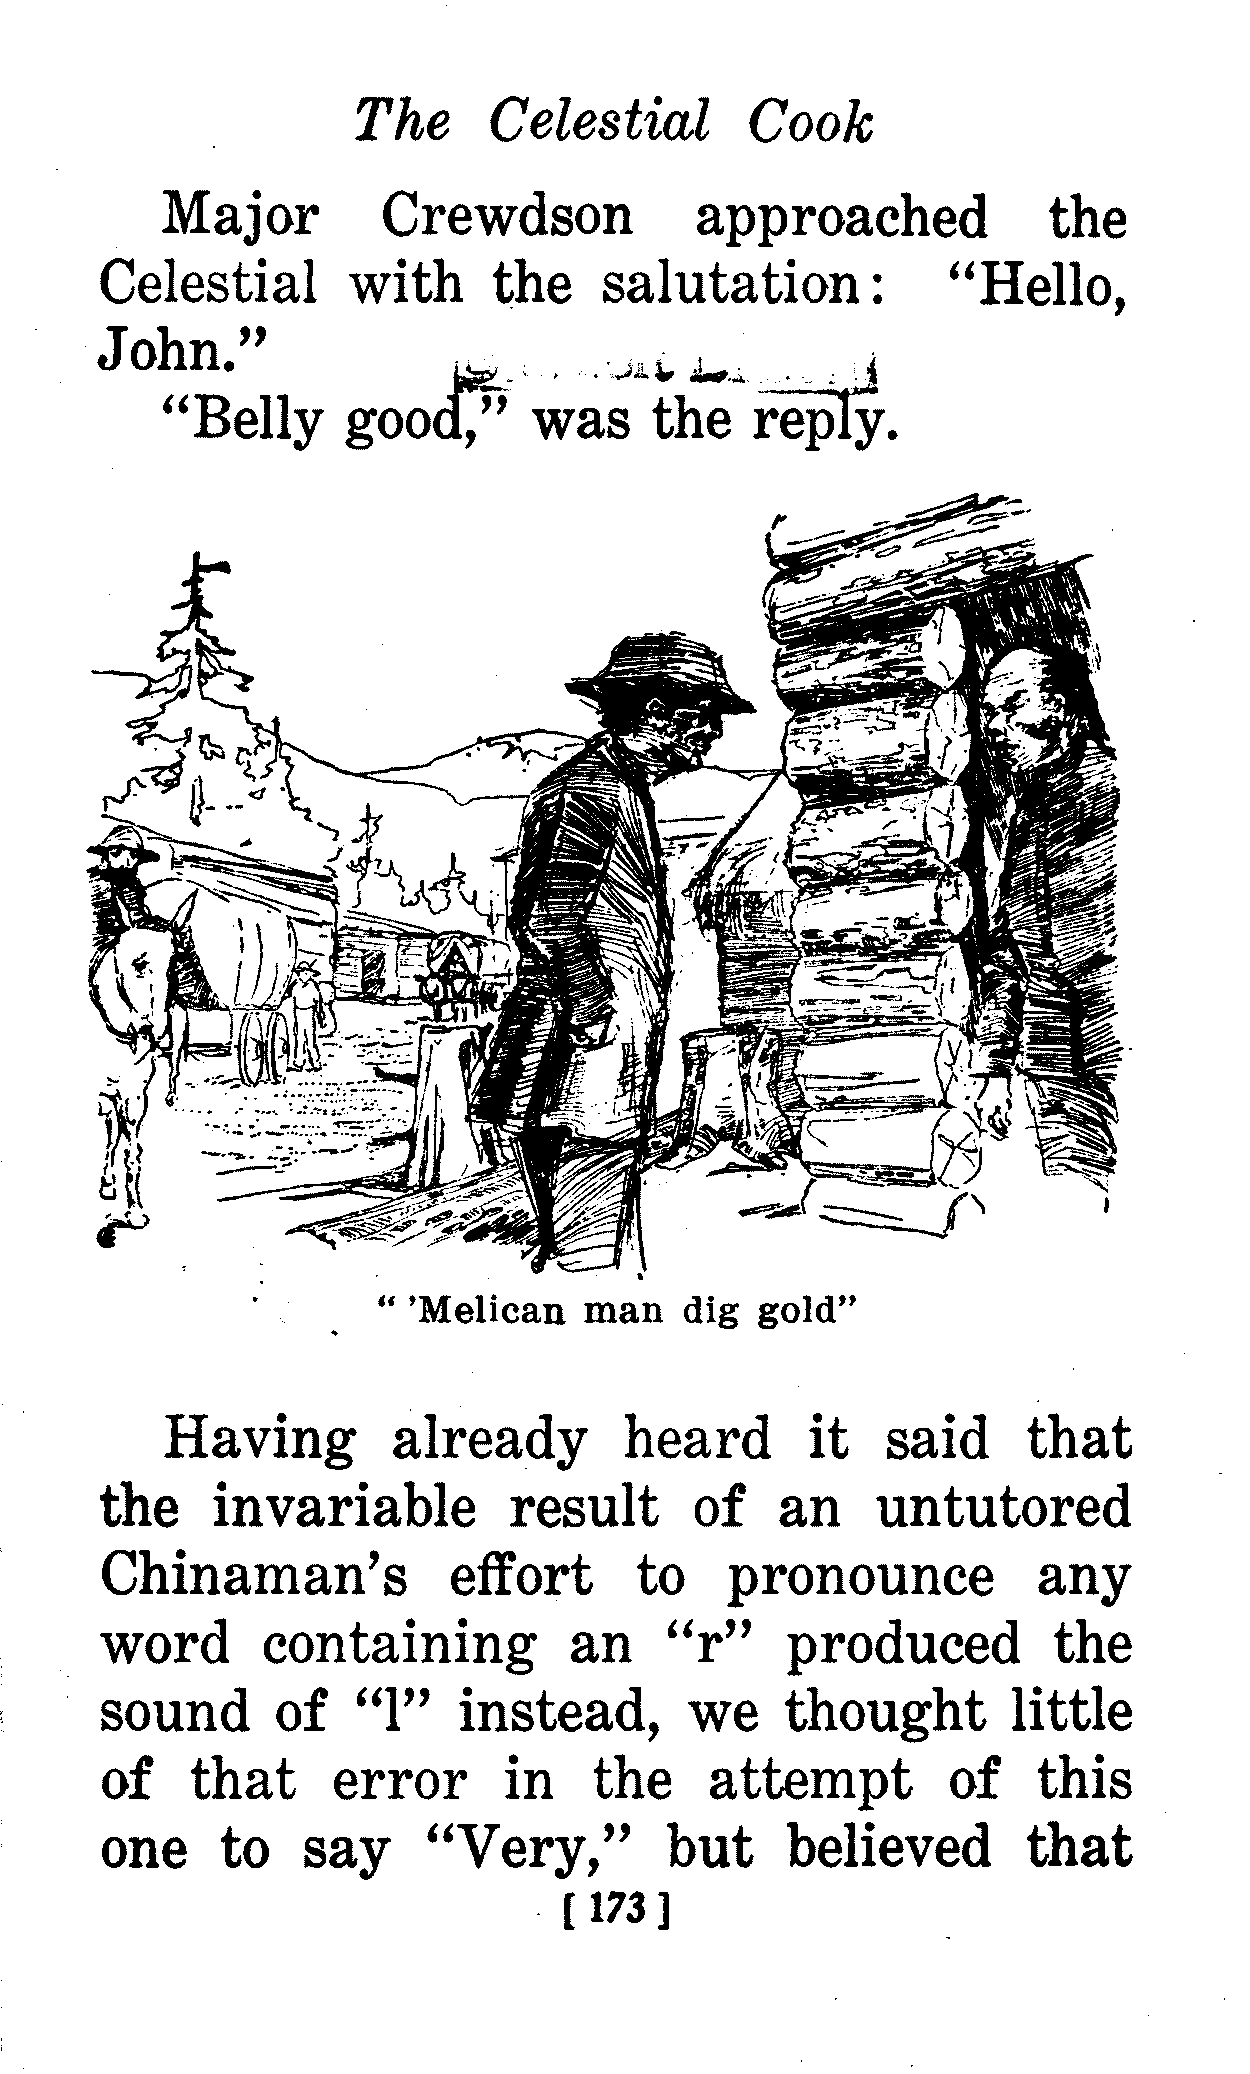 The Celestial Cook
Major Crewdson approached the
Celestial with the salutation: “Hello,
John.”
“Belly good,” was the reply.
“ ’Melican man dig gold”
Having already heard it said that
the invariable result of an untutored
Chinaman’s effort to pronounce any
word containing an “r” produced the
sound of “l” instead, we thought little
of that error in the attempt of this
one to say “Very,” but believed that
[ 173 ]